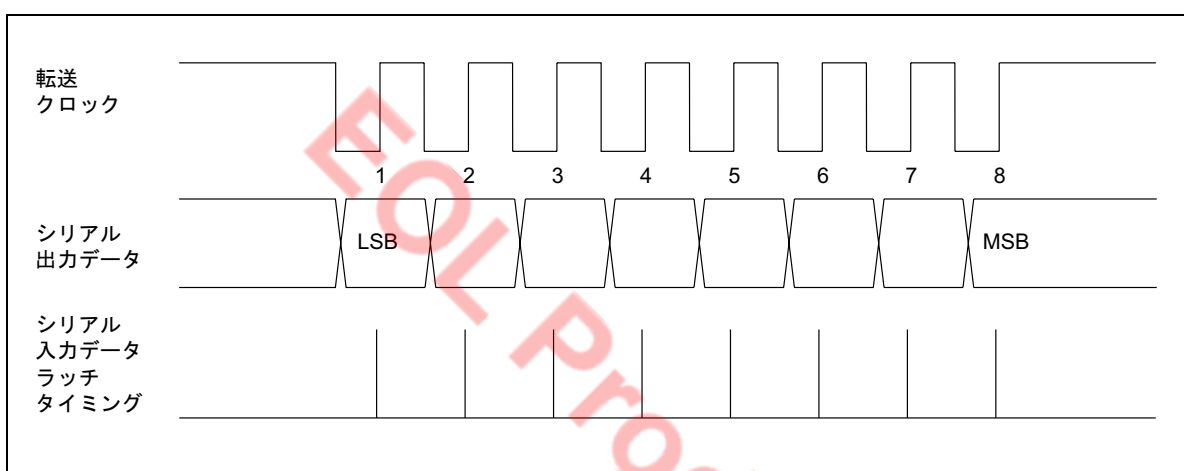 転送
クロック
1 2 3 4 5 6 7 8
シリアル
出力データ
LSB
MSB
シリアル
入力データ
ラッチ
タイミング
EOL Pro